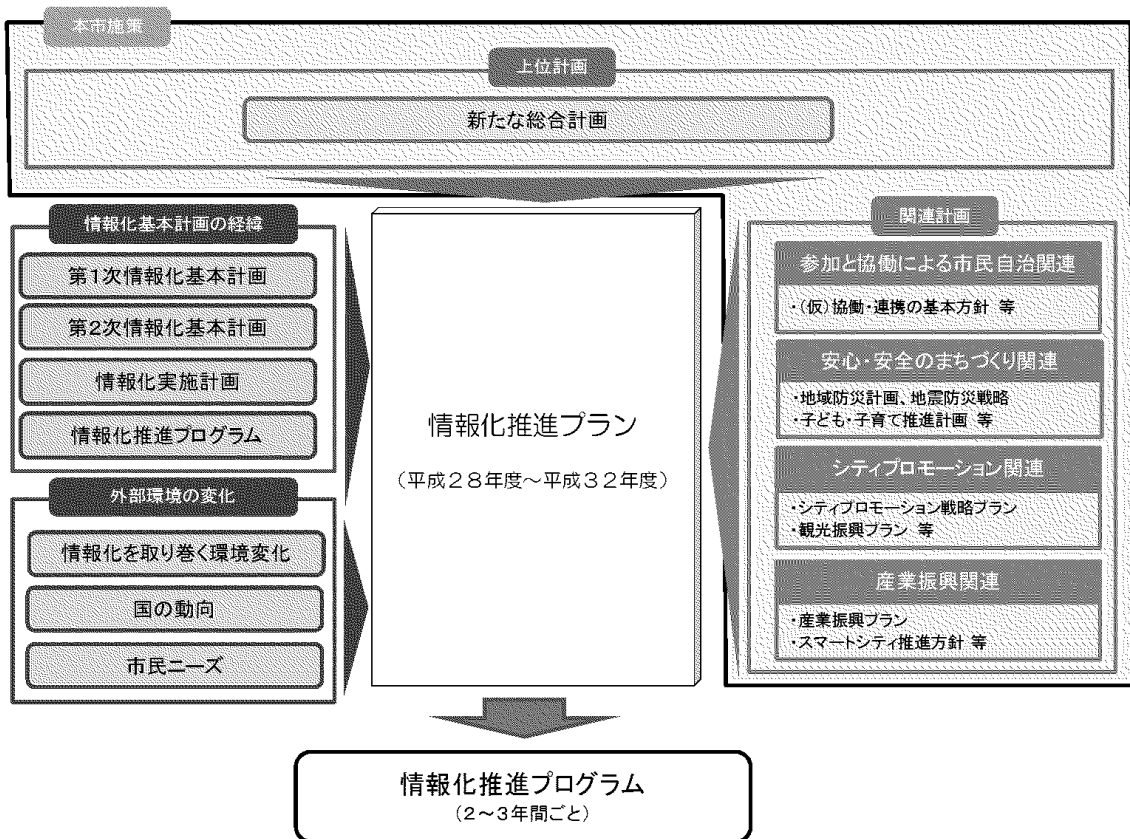 本市施策
上位計画
新たな総合計画
情報化基本計画の経緯
第1次情報化基本計画
第2次情報化基本計画
情報化実施計画
情報化推進プログラム
外部環境の変化
情報化を取り巻く環境変化
国の動向
市民ニーズ
情報化推進プラン
(平成28年度～平成32年度)
関連計画
参加と協働による市民自治関連
・(仮)協働・連携の基本方針 等
安心・安全のまちづくり関連
・地域防災計画、地震防災戦略
・子ども・子育て推進計画 等
シティプロモーション関連
・シティプロモーション戦略プラン
・観光振興プラン 等
産業振興関連
・産業振興プラン
・スマートシティ推進方針 等
情報化推進プログラム
(2～3年間ごと)